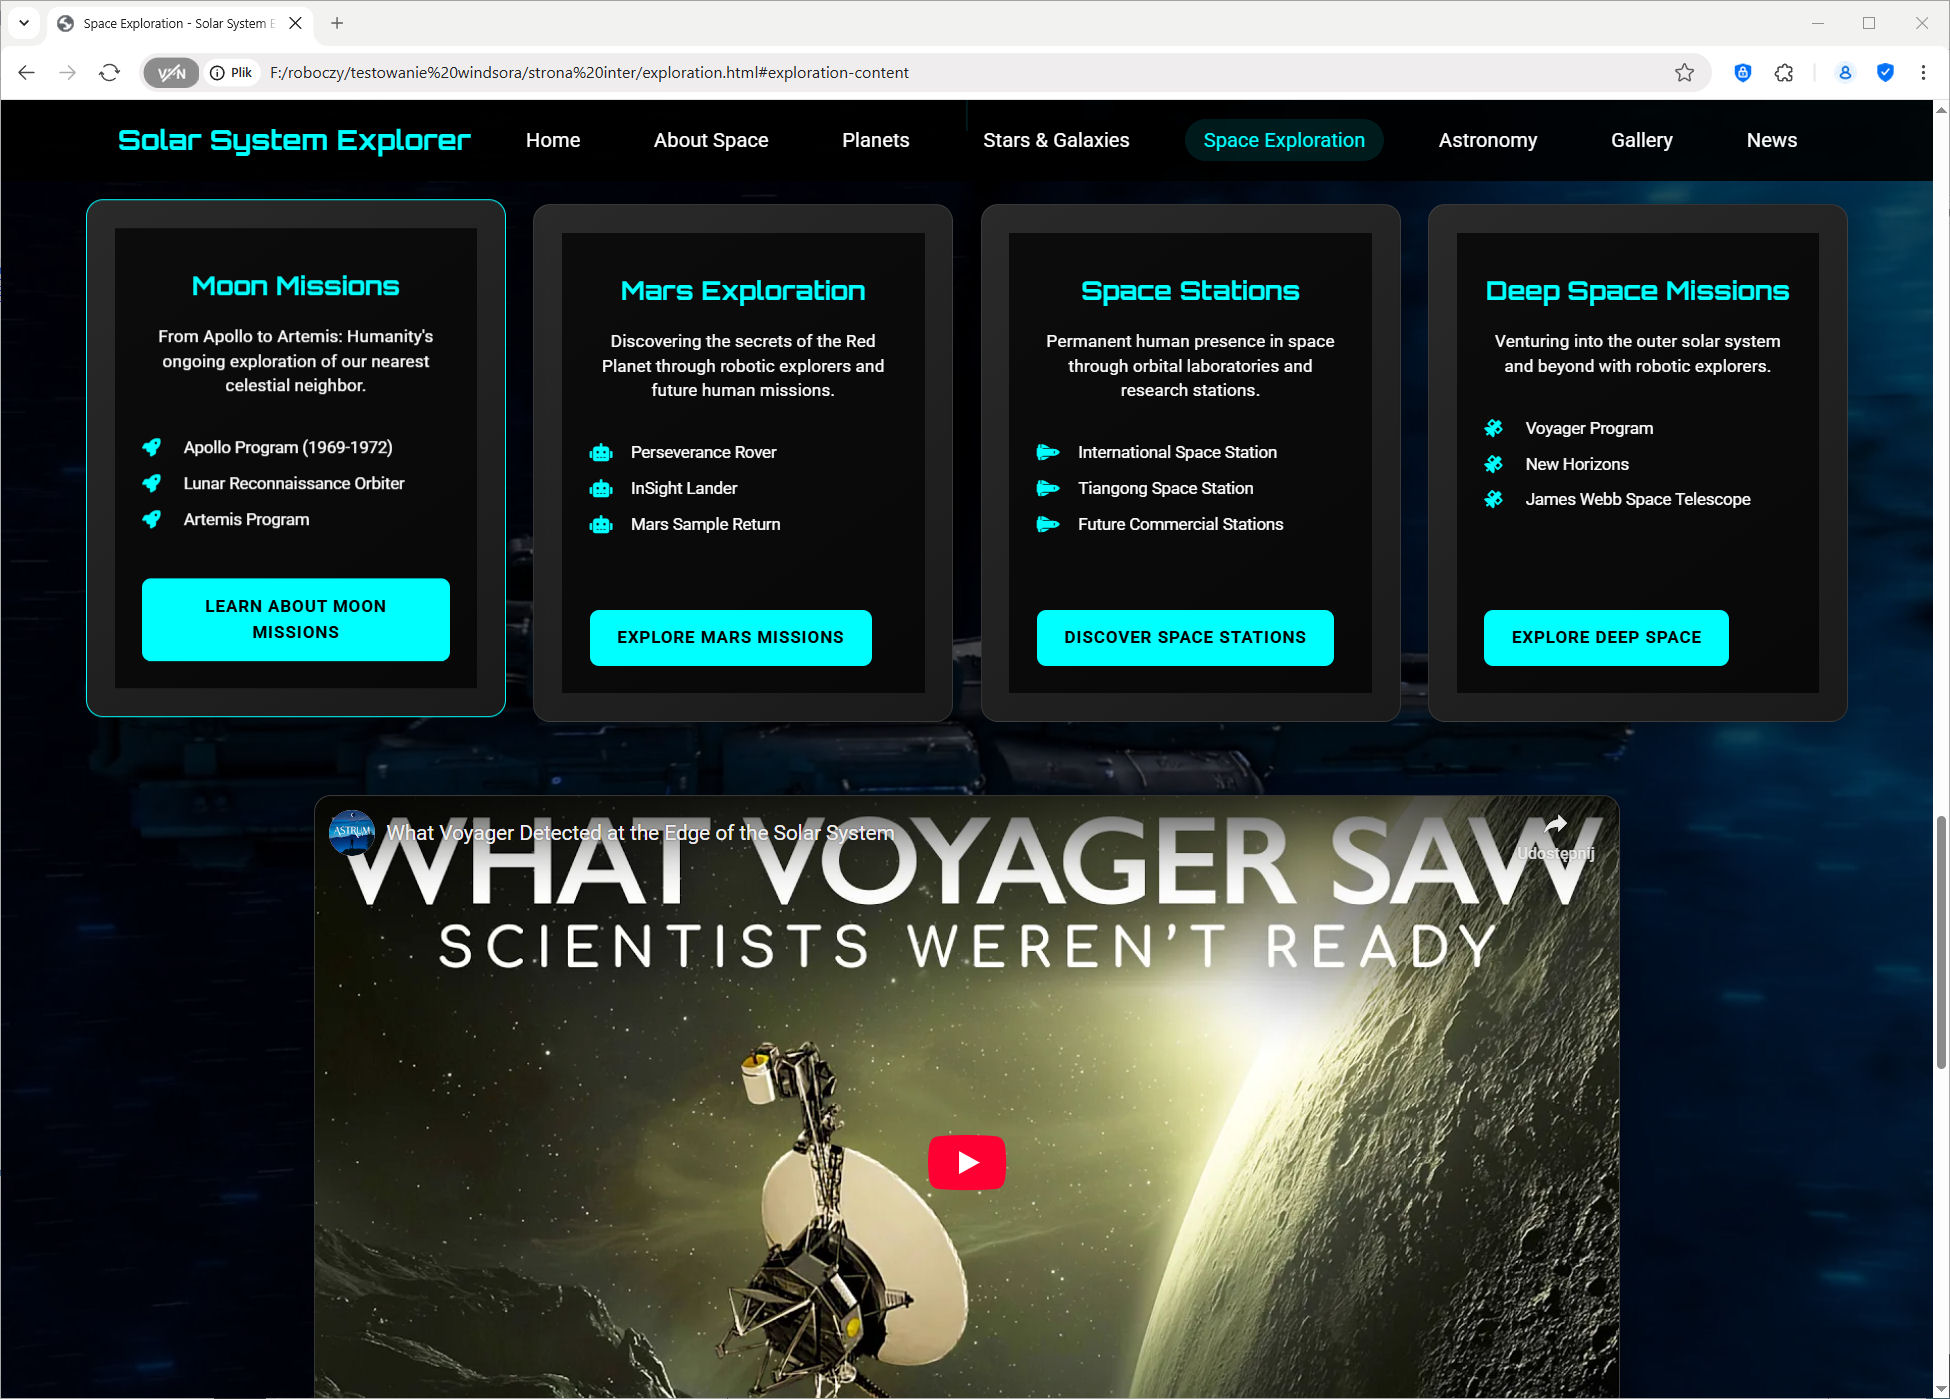 Space Exploration - Solar System E
VPN
Plik
F:/roboczy/testowanie%20windsora/strona%20inter/exploration.html#exploration-content
Solar System Explorer
Home
About Space
Planets
Stars & Galaxies
Space Exploration
Astronomy
Gallery
News
Moon Missions
From Apollo to Artemis: Humanity's
ongoing exploration of our nearest
celestial neighbor.
Apollo Program (1969-1972)
Lunar Reconnaissance Orbiter
Artemis Program
LEARN ABOUT MOON
MISSIONS
Mars Exploration
Discovering the secrets of the Red
Planet through robotic explorers and
future human missions.
Perseverance Rover
InSight Lander
Mars Sample Return
EXPLORE MARS MISSIONS
Space Stations
Permanent human presence in space
through orbital laboratories and
research stations.
International Space Station
Tiangong Space Station
Future Commercial Stations
DISCOVER SPACE STATIONS
Deep Space Missions
Venturing into the outer solar system
and beyond with robotic explorers.
Voyager Program
New Horizons
James Webb Space Telescope
EXPLORE DEEP SPACE
ASTRUM
What Voyager Detected at the Edge of the Solar System
Udostępnij
WHAT VOYAGER SAW
SCIENTISTS WEREN'T READY